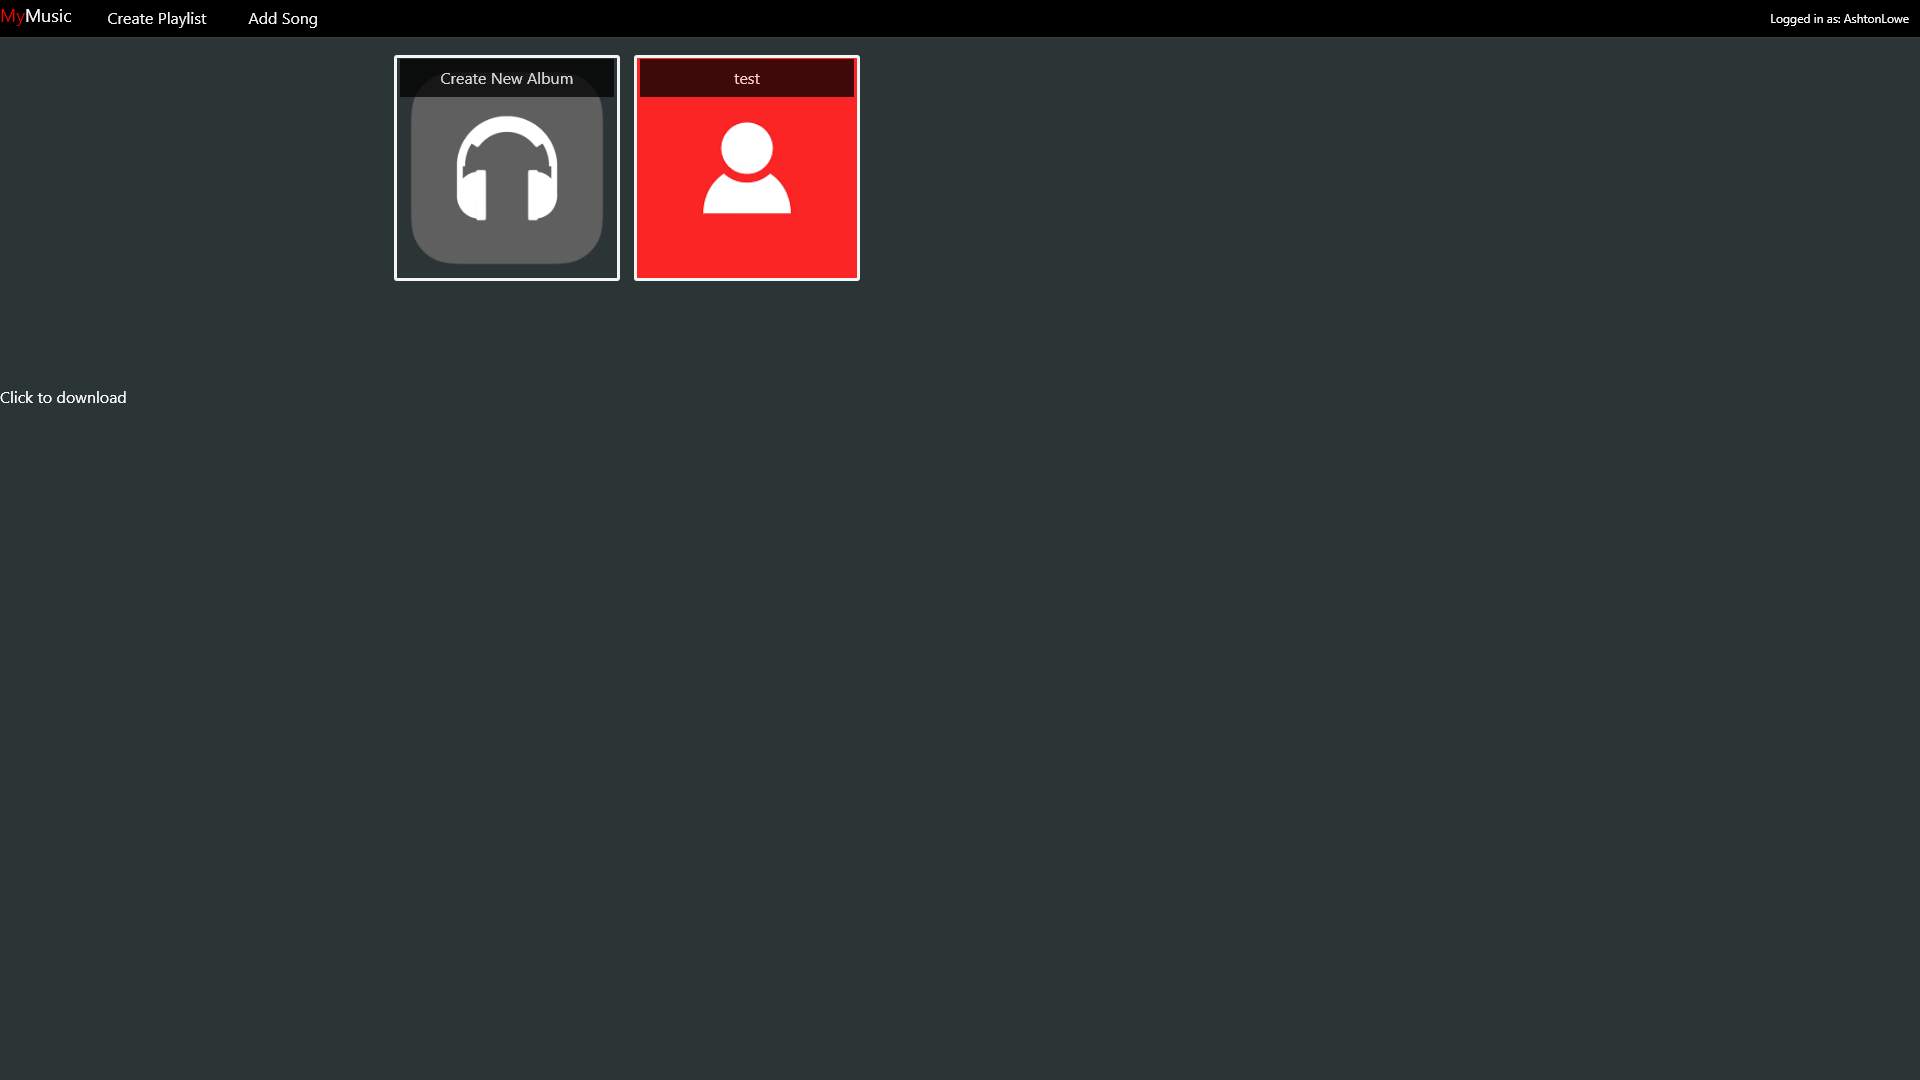 MyMusic Create Playlist Add Song Logged in as: AshtonLowe
Create New Album test
Click to download